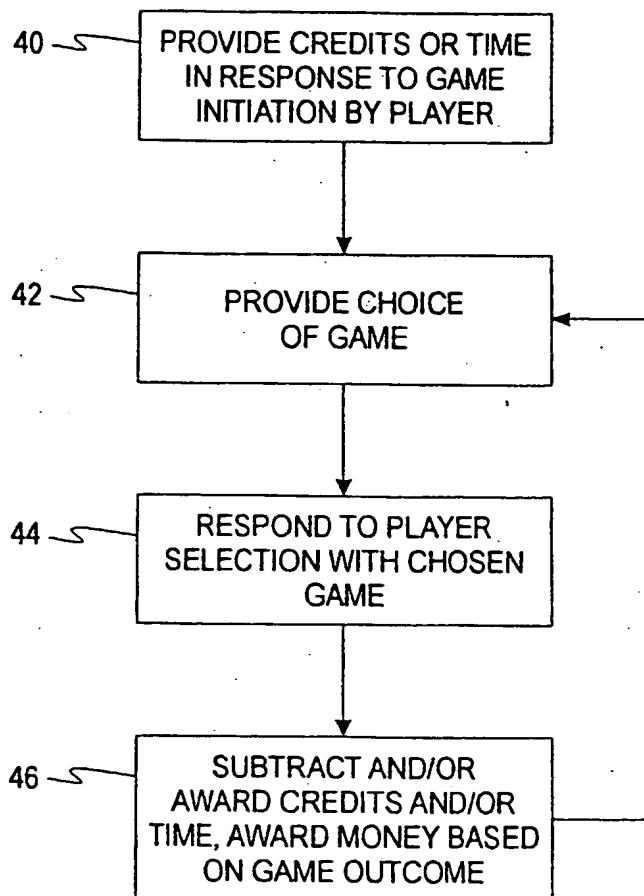 40
PROVIDE CREDITS OR TIME
IN RESPONSE TO GAME
INITIATION BY PLAYER
42
PROVIDE CHOICE
OF GAME
44
RESPOND TO PLAYER
SELECTION WITH CHOSEN
GAME
46
SUBTRACT AND/OR
AWARD CREDITS AND/OR
TIME, AWARD MONEY BASED
ON GAME OUTCOME